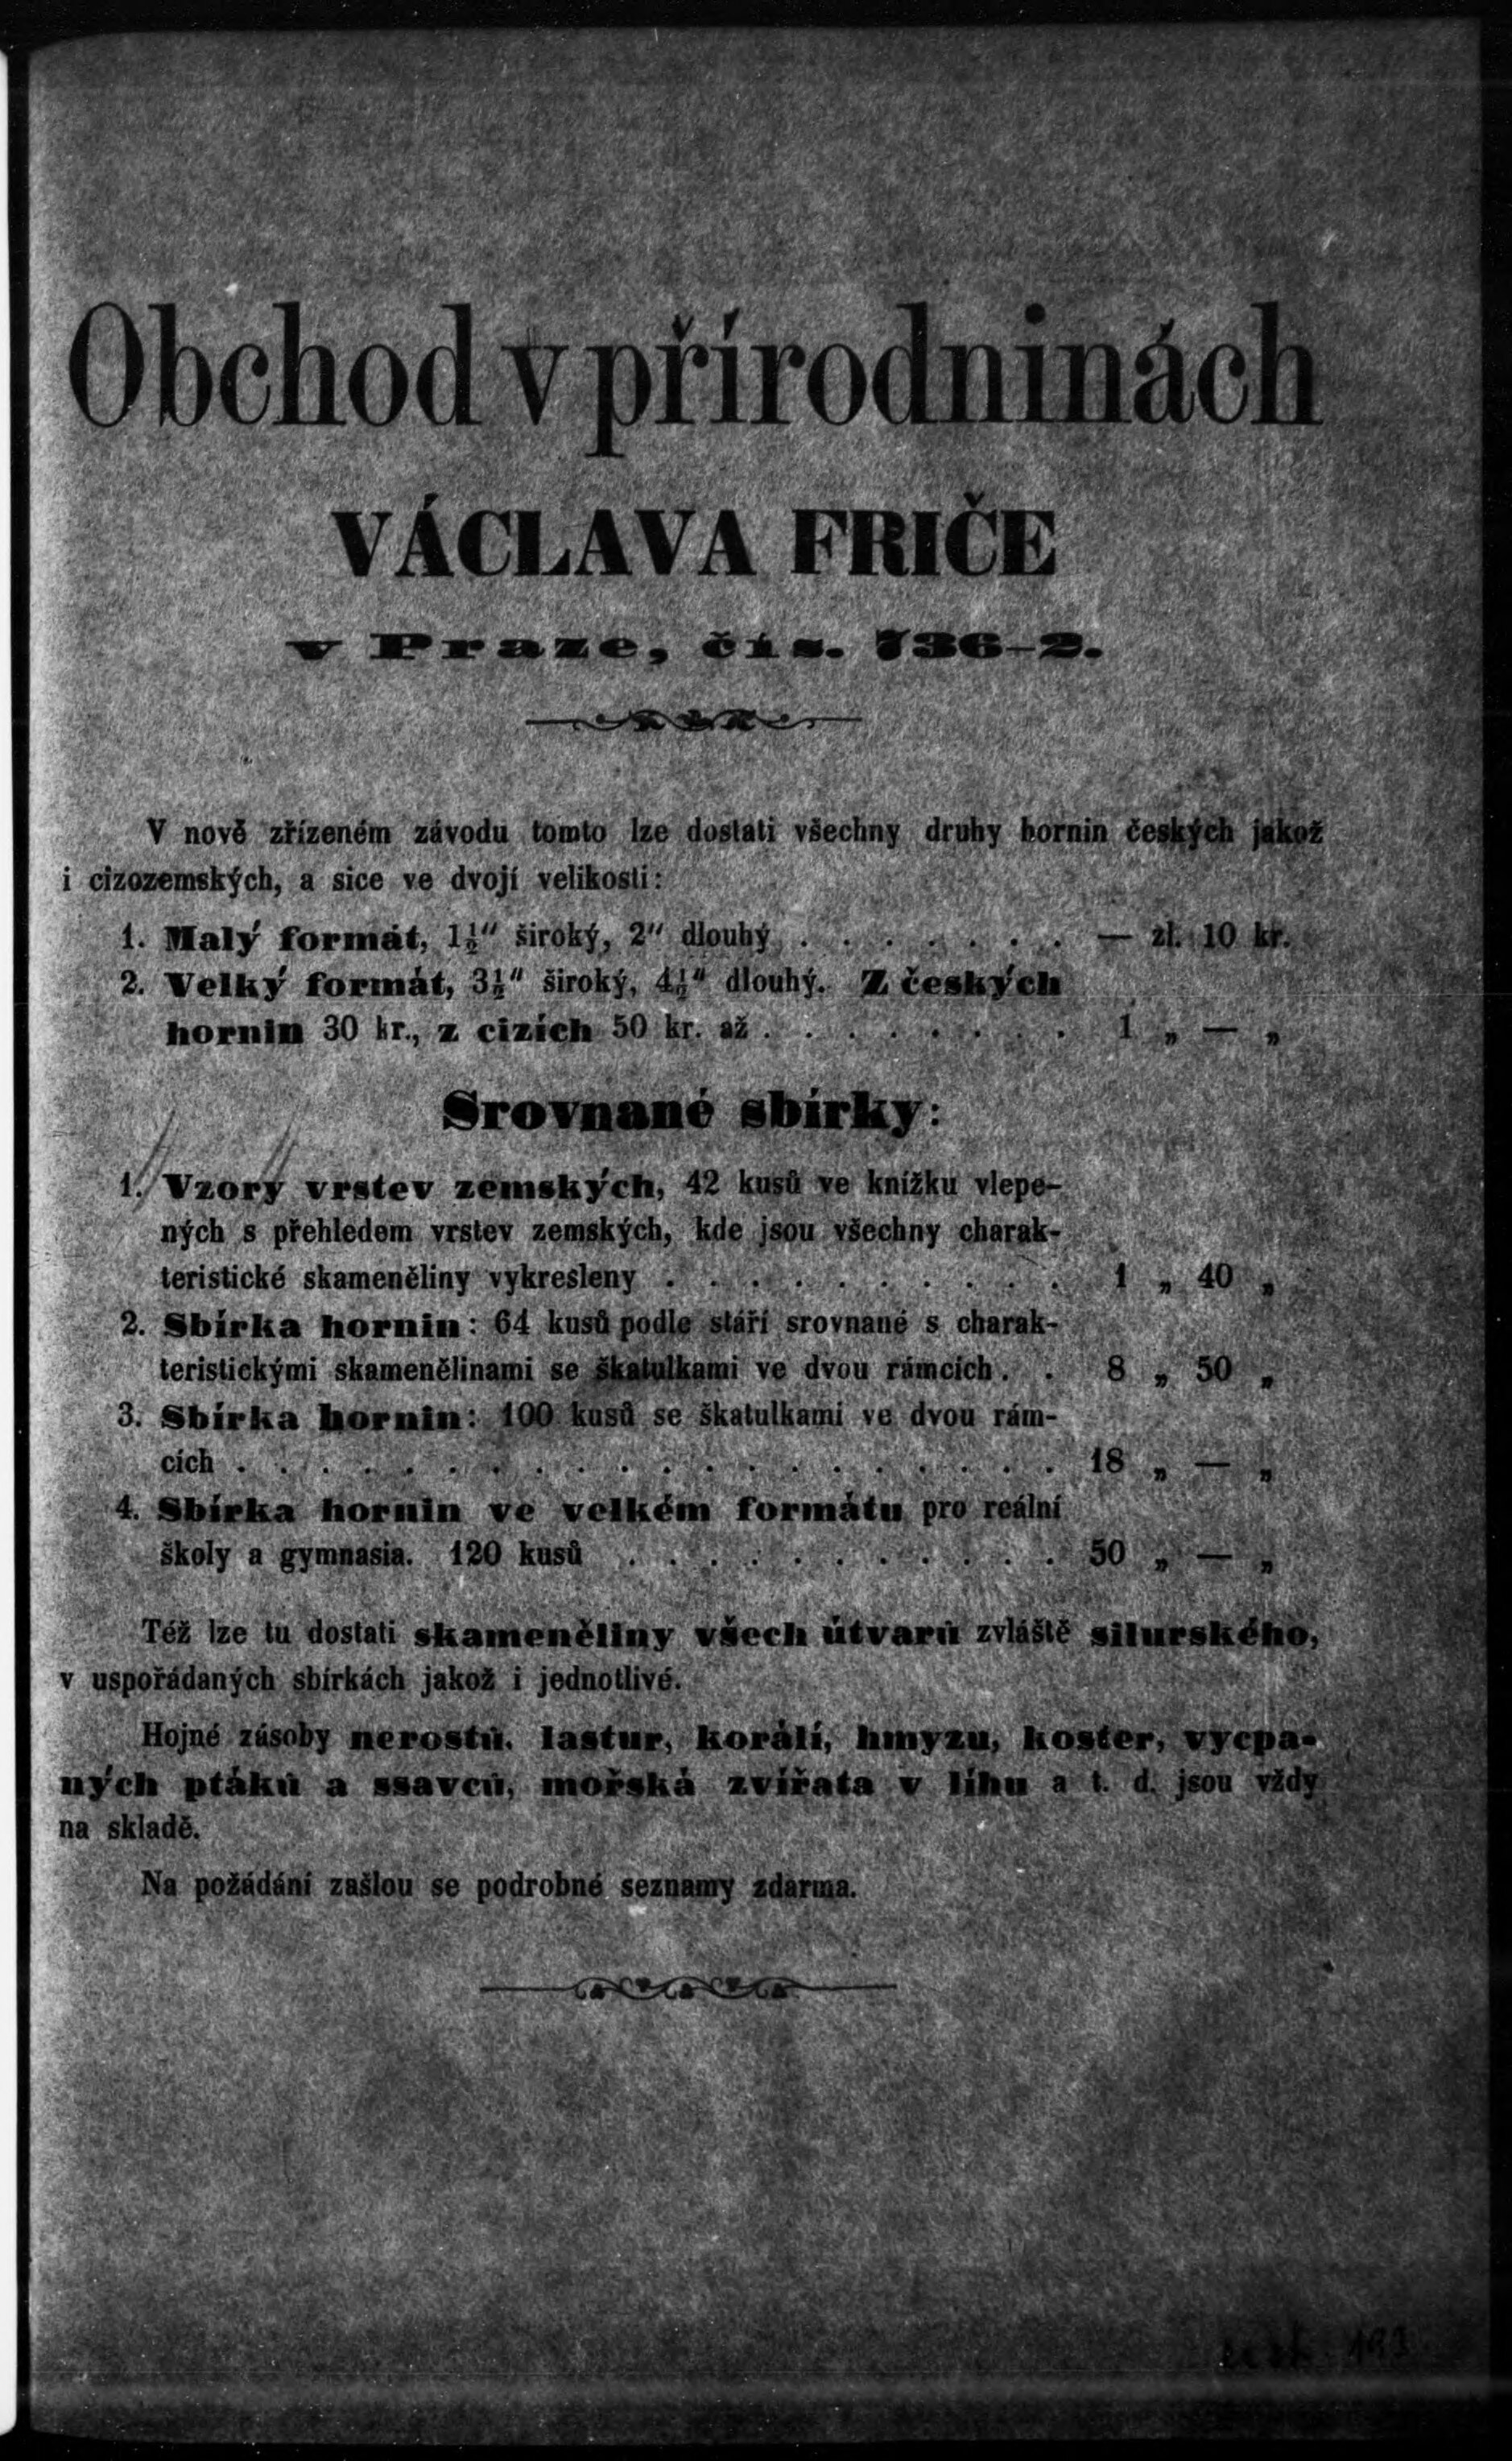 Obchod v přírodninách
VÁCLAVA FRIČE
v Praze, čís. 736-2.
V nově zřízeném závodu tomto lze dostati všechny druhy hornin českých jakož
i cizozemských, a sice ve dvojí velikosti:
1. Malý formát, 1½" široký, 2" dlouhý . . . . . . . — zl. 10 kr.
2. Velký formát, 3½" široký, 4½" dlouhý. Z českých
hornin 30 kr., z cizích 50 kr. až . . . . . . . . 1 „ — „
Srovnané sbírky:
1. Vzory vrstev zemských, 42 kusů ve knížku vlepe-
ných s přehledem vrstev zemských, kde jsou všechny charak-
teristické skameněliny vykresleny . . . . . . . . . . 1 „ 40 „
2. Sbírka hornin: 64 kusů podle stáří srovnané s charak-
teristickými skamenělinami se škatulkami ve dvou rámcích . . 8 „ 50 „
3. Sbírka hornin: 100 kusů se škatulkami ve dvou rám-
cích . . . . . . . . . . . . . . . . . . . . 18 „ — „
4. Sbírka hornin ve velkém formátu pro reální
školy a gymnasia. 120 kusů . . . . . . . . . . . 50 „ — „
Též lze tu dostati skameněliny všech útvarů zvláště silurského,
v uspořádaných sbírkách jakož i jednotlivé.
Hojné zásoby nerostů, lastur, korálí, hmyzu, koster, vycpa-
ných ptáků a ssavců, mořská zvířata v líhu a t. d. jsou vždy
na skladě.
Na požádání zašlou se podrobné seznamy zdarma.